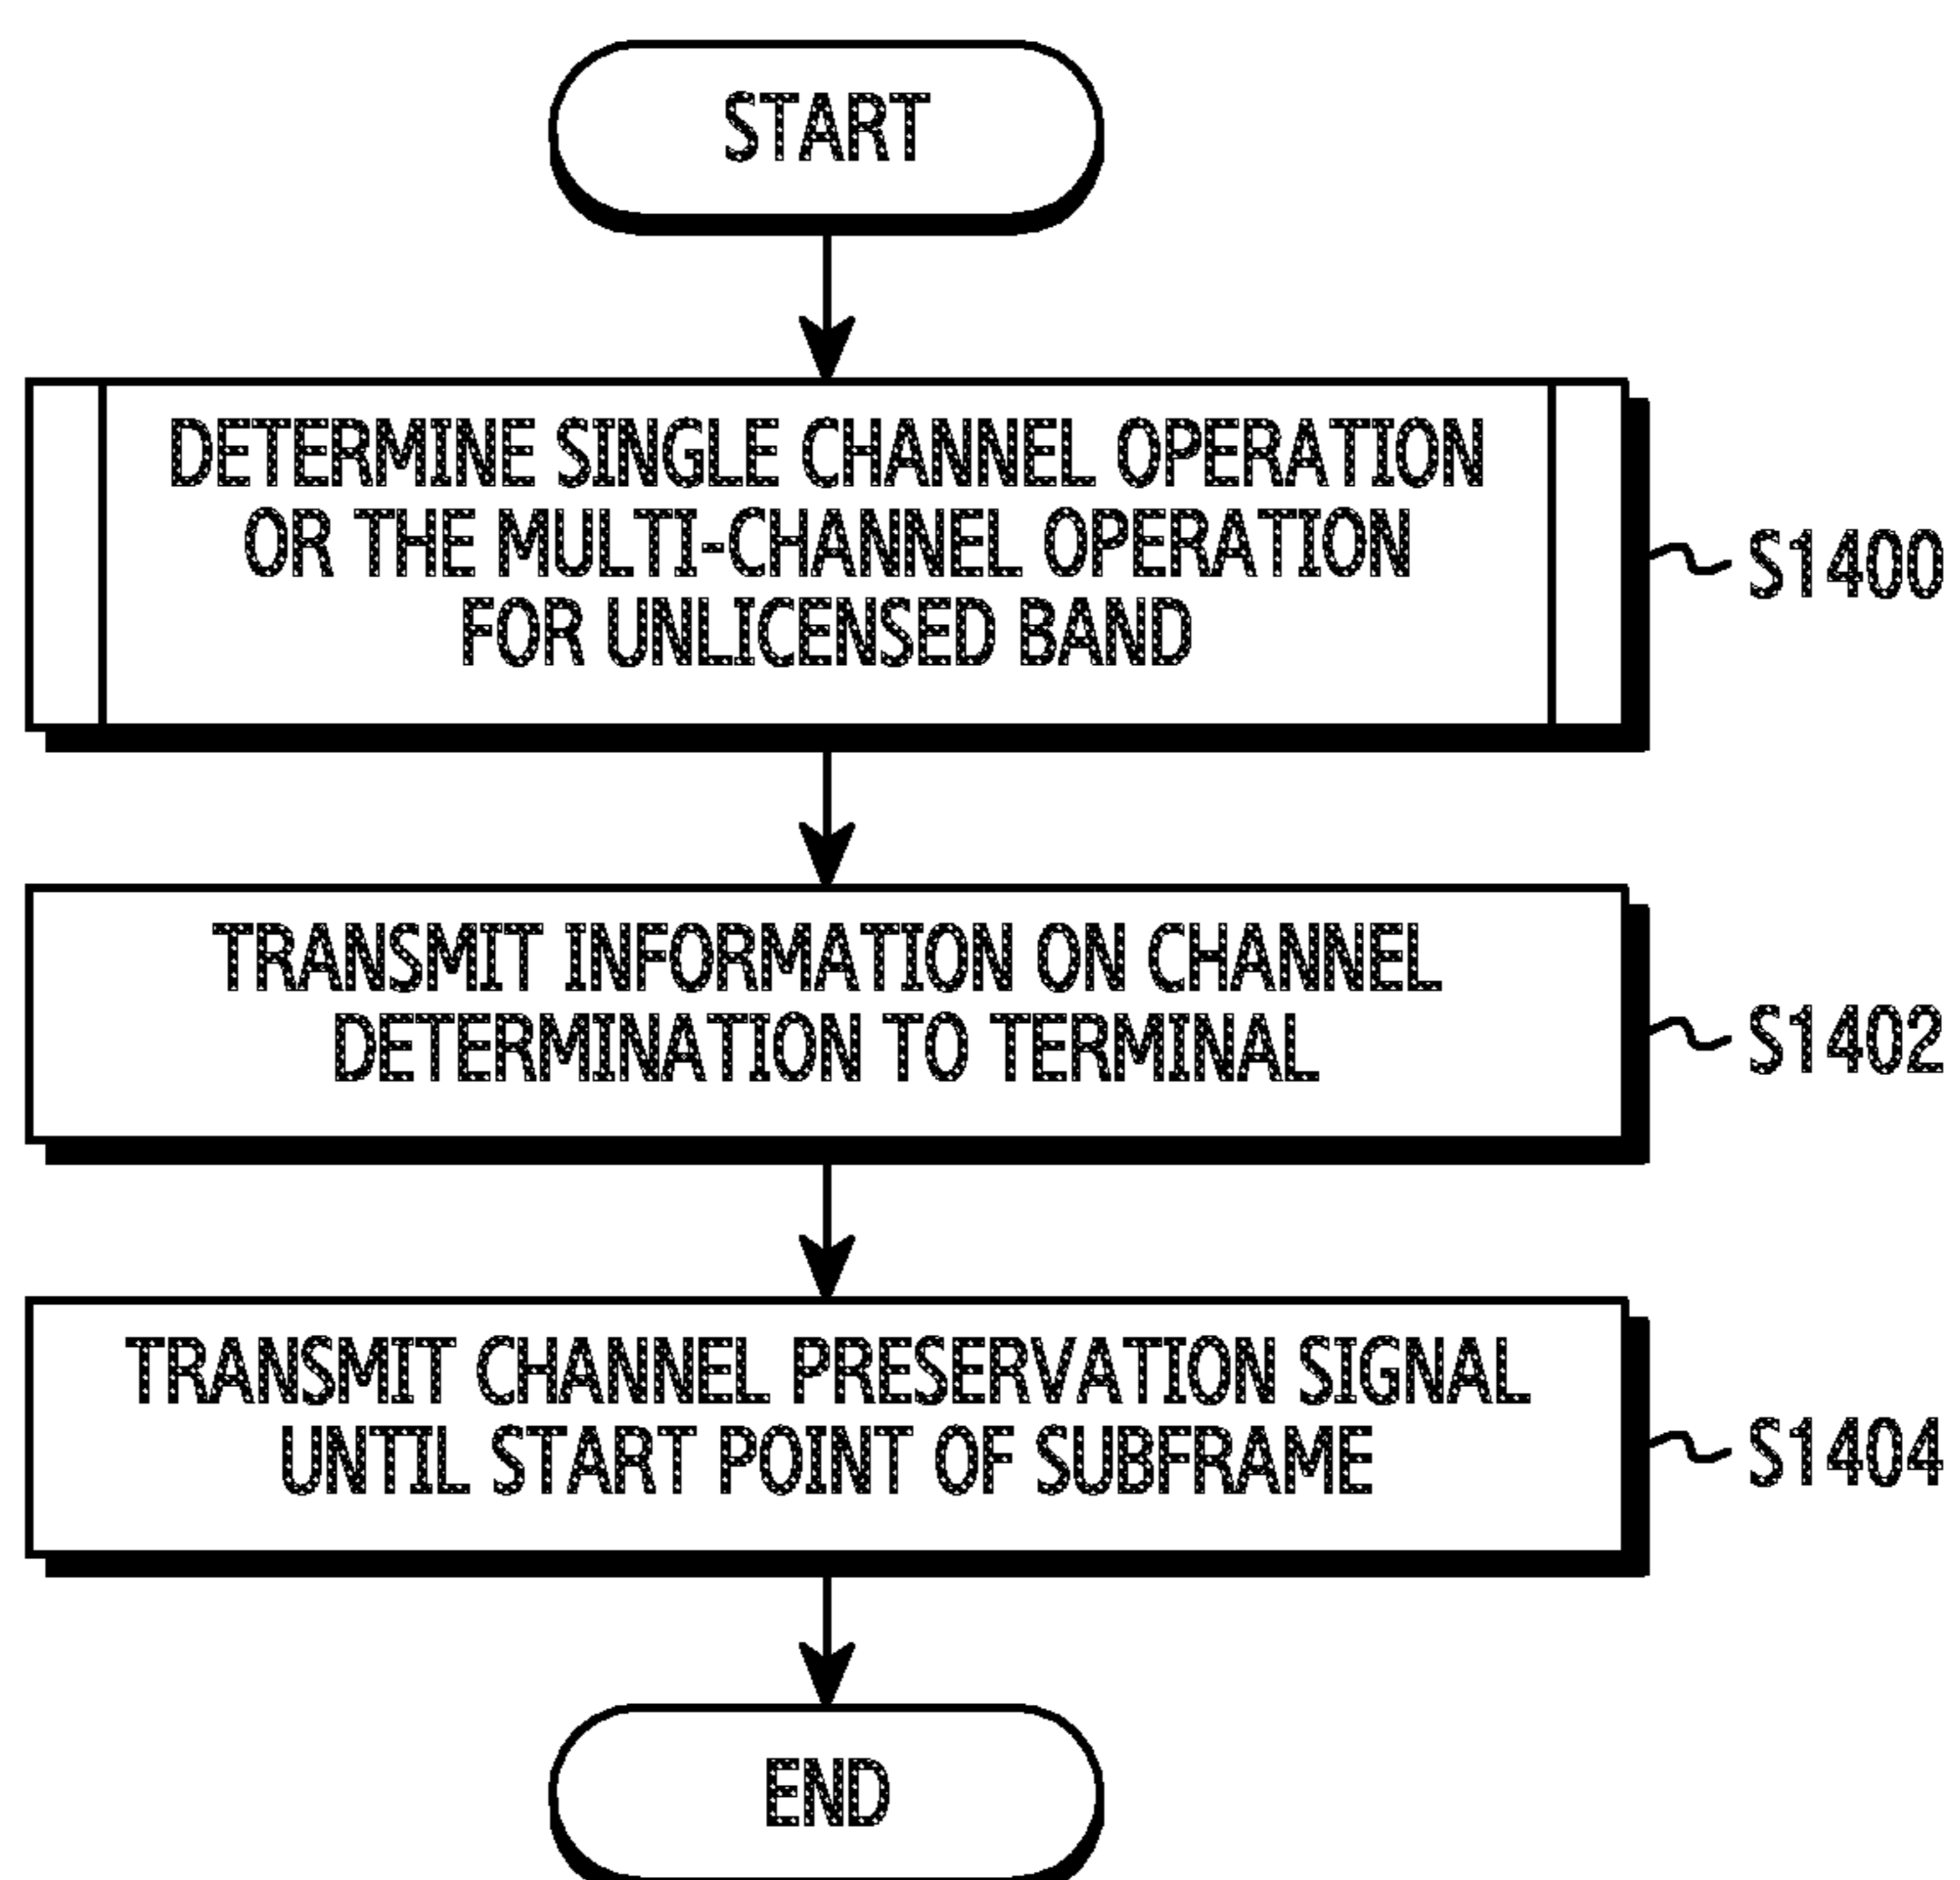 START
DETERMINE SINGLE CHANNEL OPERATION
OR THE MULTI-CHANNEL OPERATION
FOR UNLICENSED BAND
S1400
TRANSMIT INFORMATION ON CHANNEL
DETERMINATION TO TERMINAL
S1402
TRANSMIT CHANNEL PRESERVATION SIGNAL
UNTIL START POINT OF SUBFRAME
S1404
END